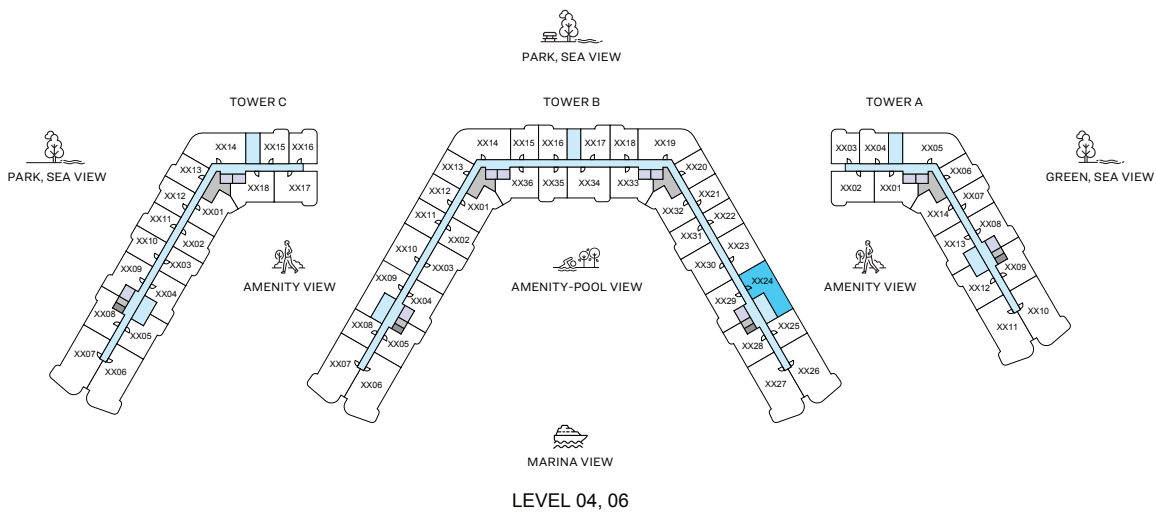 PARK, SEA VIEW
TOWER C
TOWER B
TOWER A
XX14
XX15
XX16
XX14
XX15
XX16
XX17
XX18
XX19
XX03
XX04
XX05
PARK, SEA VIEW
XX13
XX18
XX17
XX13
XX36
XX35
XX34
XX33
XX20
XX02
XX01
XX06
GREEN, SEA VIEW
XX12
XX01
XX12
XX01
XX32
XX21
XX14
XX07
XX11
XX02
XX11
XX02
XX31
XX22
XX13
XX08
XX10
XX03
XX10
XX03
XX30
XX23
XX12
XX09
XX09
XX04
AMENITY VIEW
XX09
XX04
AMENITY-POOL VIEW
XX29
XX24
AMENITY VIEW
XX08
XX05
XX08
XX05
XX28
XX25
XX11
XX10
XX07
XX06
XX07
XX06
XX27
XX26
MARINA VIEW
LEVEL 04, 06